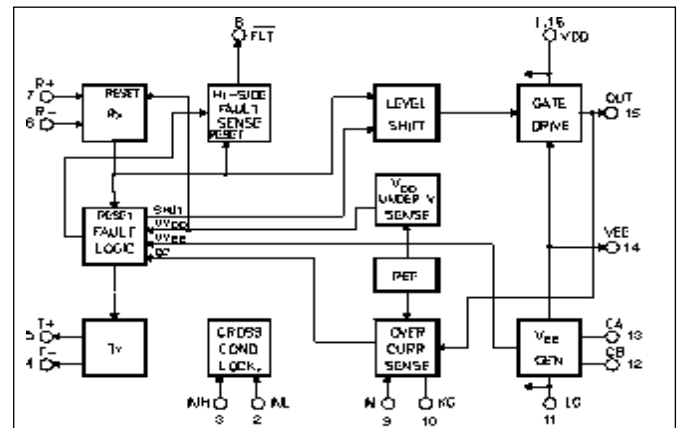 8
FLT
1,16
VDD
R+
7
R-
6
RESET
Rx
HI-SIDE
FAULT
SENSE
RESET
LEVEL
SHIFT
GATE
DRIVE
OUT
15
RESET
FAULT
LOGIC
SHUT
UVDD
UVEE
OC
VDD
UNDER V
SENSE
REF
VEE
14
T+
5
T-
4
Tx
CROSS
COND
LOCK.
OVER
CURR
SENSE
VEE
GEN
CA
13
CB
12
INH
3
INL
2
IN
9
KG
10
LG
11